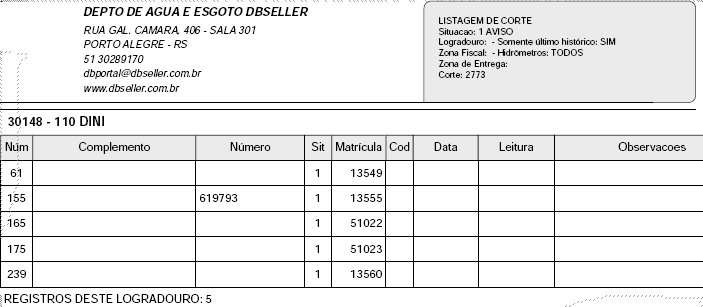 DEPTO DE AGUA E ESGOTO DBSELLER
RUA GAL. CAMARA, 406 - SALA 301
PORTO ALEGRE - RS
51 30289170
dbportal@dbseller.com.br
www.dbseller.com.br
LISTAGEM DE CORTE
Situacao: 1 AVISO
Logradouro: - Somente último histórico: SIM
Zona Fiscal: - Hidrômetros: TODOS
Zona de Entrega:
Corte: 2773
30148 - 110 DINI
Num Complemento Número Sit Matrícula Cod Data Leitura Observacoes
61 1 13549
155 619793 1 13555
165 1 51022
175 1 51023
239 1 13560
REGISTROS DESTE LOGRADOURO: 5